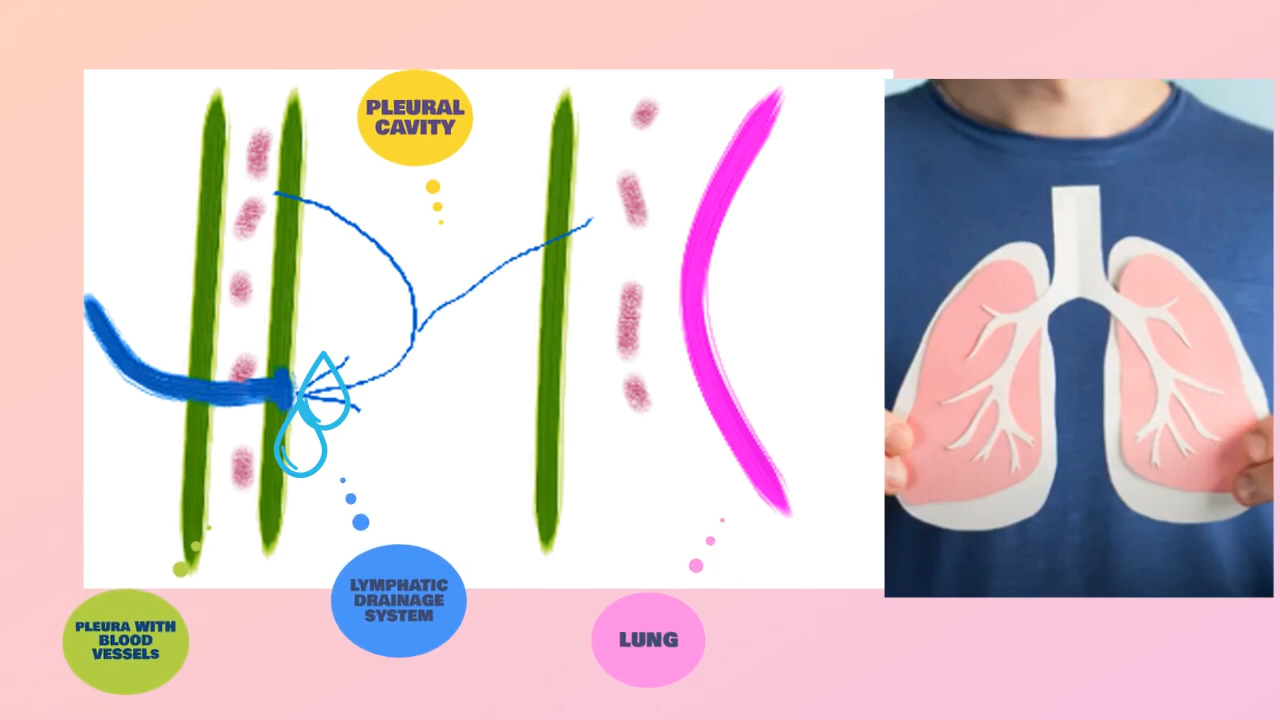 PLEURAL
CAVITY
PLEURA WITH
BLOOD
VESSELS
LYMPHATIC
DRAINAGE
SYSTEM
LUNG